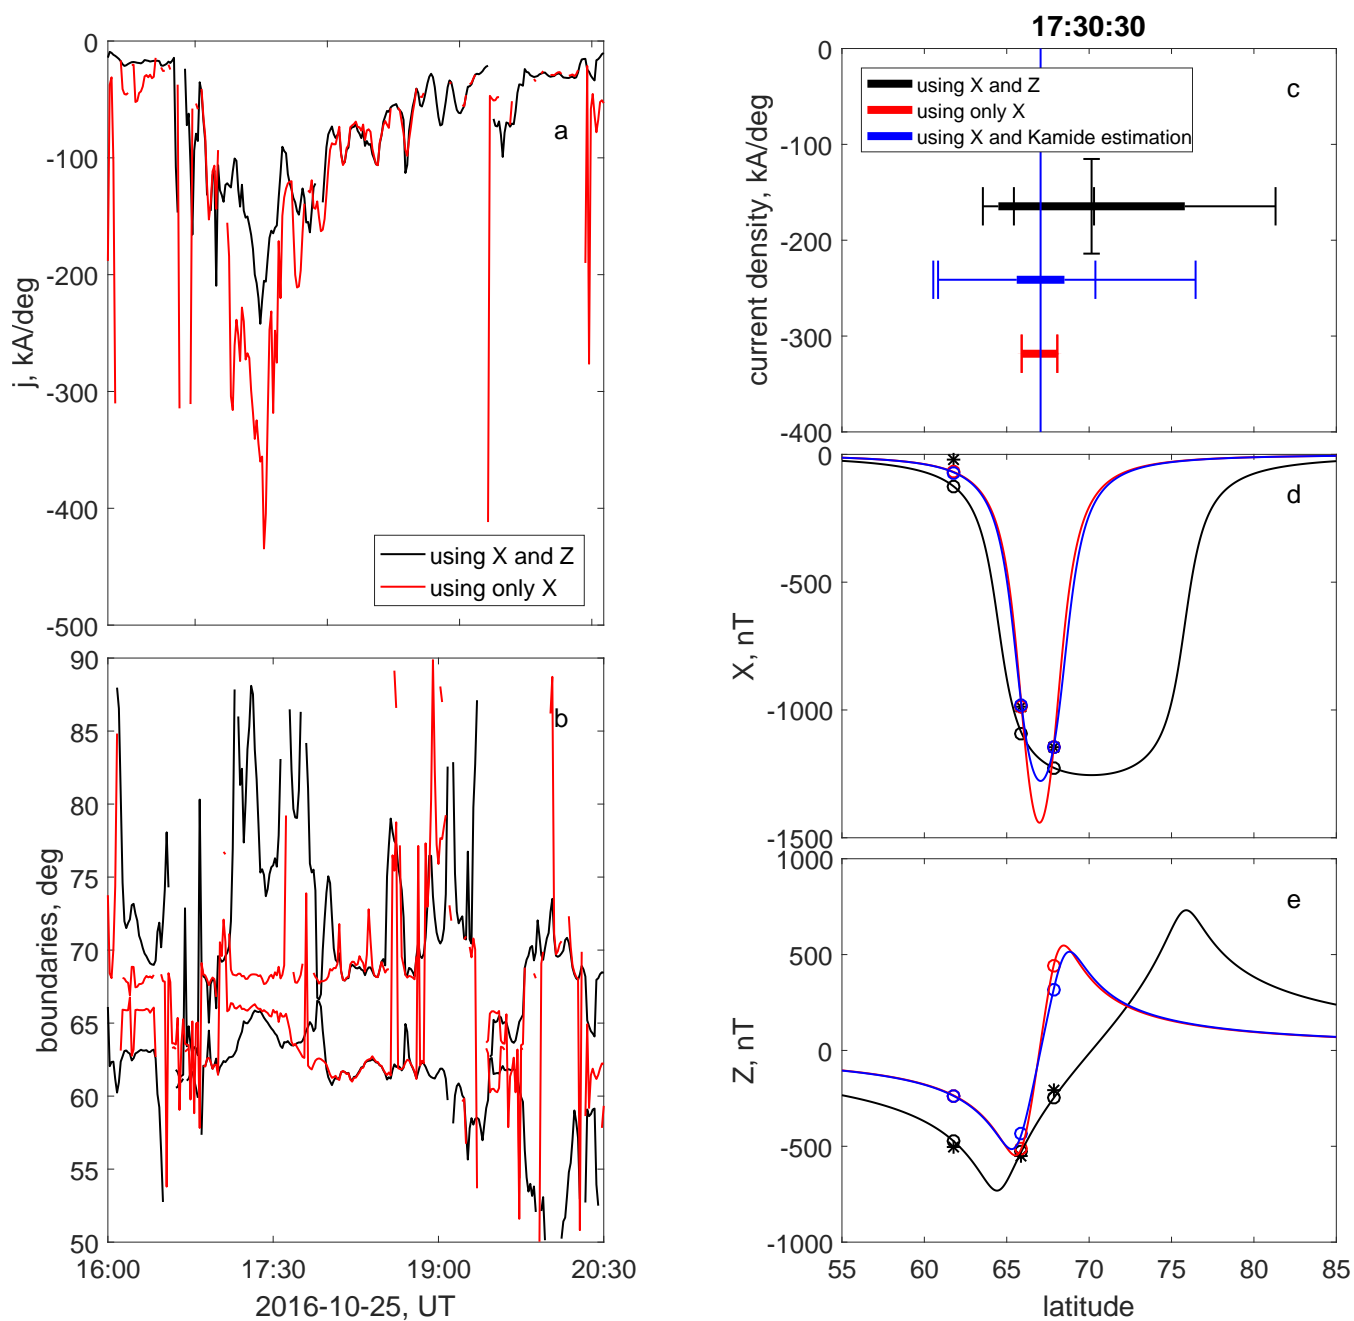 0
-100
-200
-300
-400
-500
j, kA/deg
a
using X and Z
using only X
90
85
80
75
70
65
60
55
50
boundaries, deg
b
16:00
17:30
19:00
20:30
2016-10-25, UT
17:30:30
0
-100
-200
-300
-400
current density, kA/deg
using X and Z
using only X
using X and Kamide estimation
c
0
-500
-1000
-1500
X, nT
d
1000
500
0
-500
-1000
Z, nT
e
55
60
65
70
75
80
85
latitude